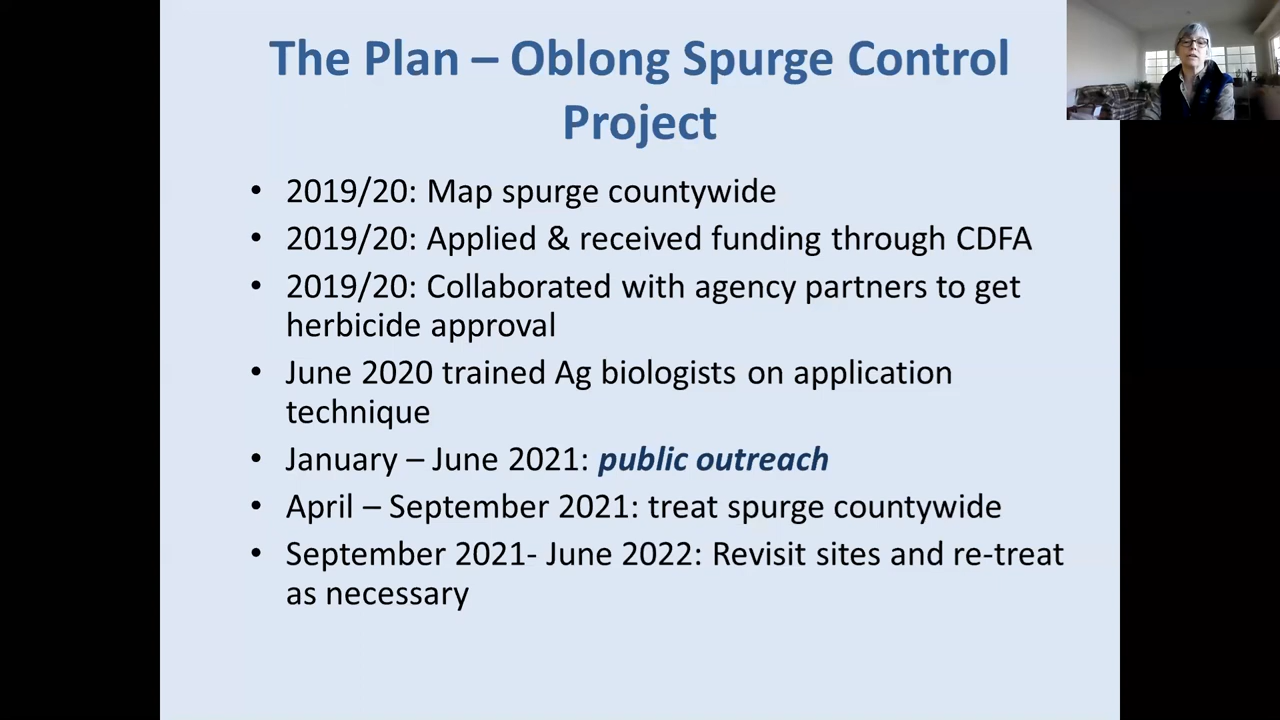 The Plan – Oblong Spurge Control
Project
• 2019/20: Map spurge countywide
• 2019/20: Applied & received funding through CDFA
• 2019/20: Collaborated with agency partners to get
herbicide approval
• June 2020 trained Ag biologists on application
technique
• January – June 2021: public outreach
• April – September 2021: treat spurge countywide
• September 2021- June 2022: Revisit sites and re-treat
as necessary